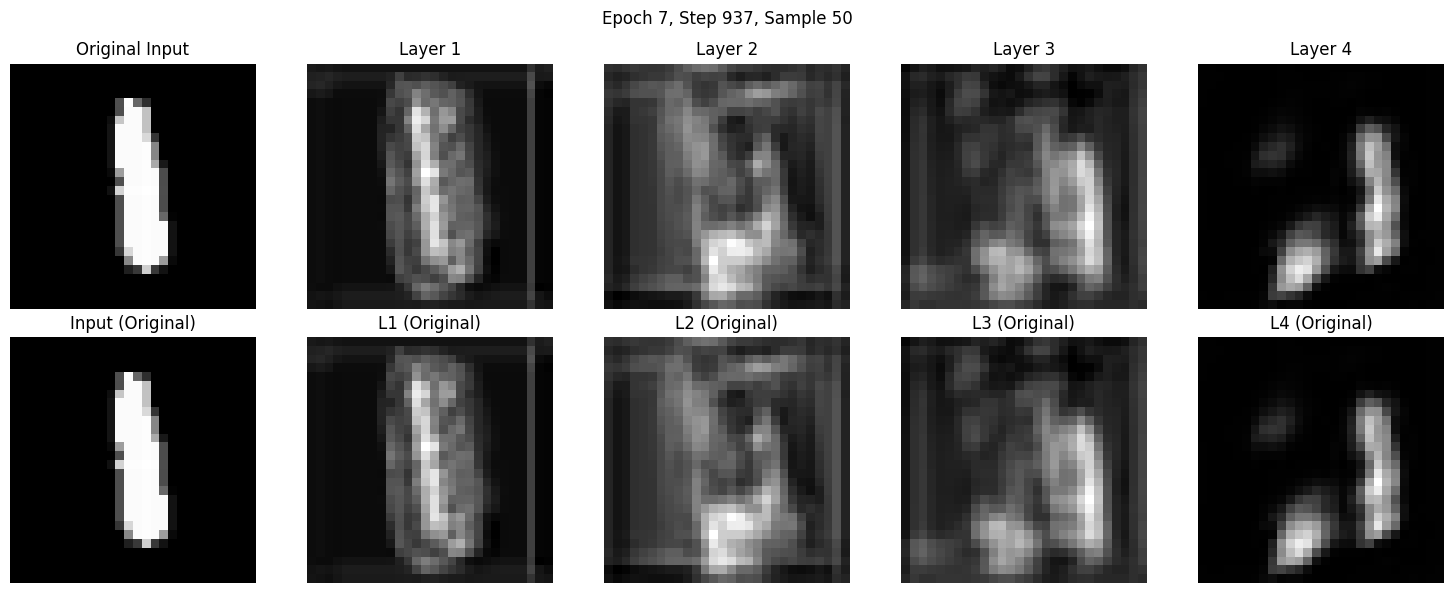 Epoch 7, Step 937, Sample 50
Original Input Layer 1 Layer 2 Layer 3 Layer 4
Input (Original) L1 (Original) L2 (Original) L3 (Original) L4 (Original)